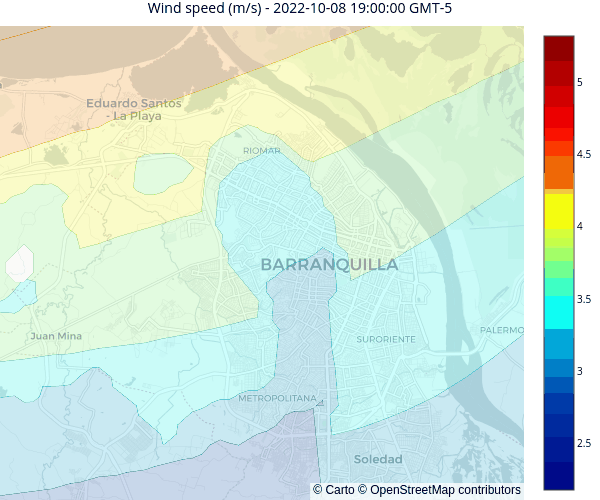 Wind speed (m/s) - 2022-10-08 19:00:00 GMT-5
Eduardo Santos
- La Playa
RIOMAR
BARRANQUILLA
Juan Mina
SURORIENTE
PALERMO
METROPOLITANA
Soledad
© Carto © OpenStreetMap contributors
5
4.5
4
3.5
3
2.5